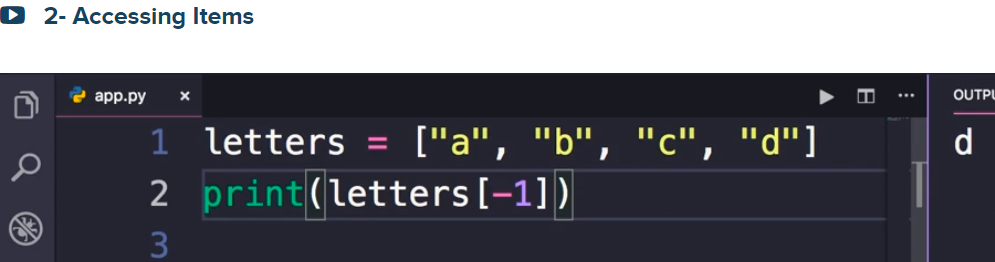 2- Accessing Items
app.py × ...
OUTPU
1 letters = ["a", "b", "c", "d"]
d
2 print(letters[-1])
3